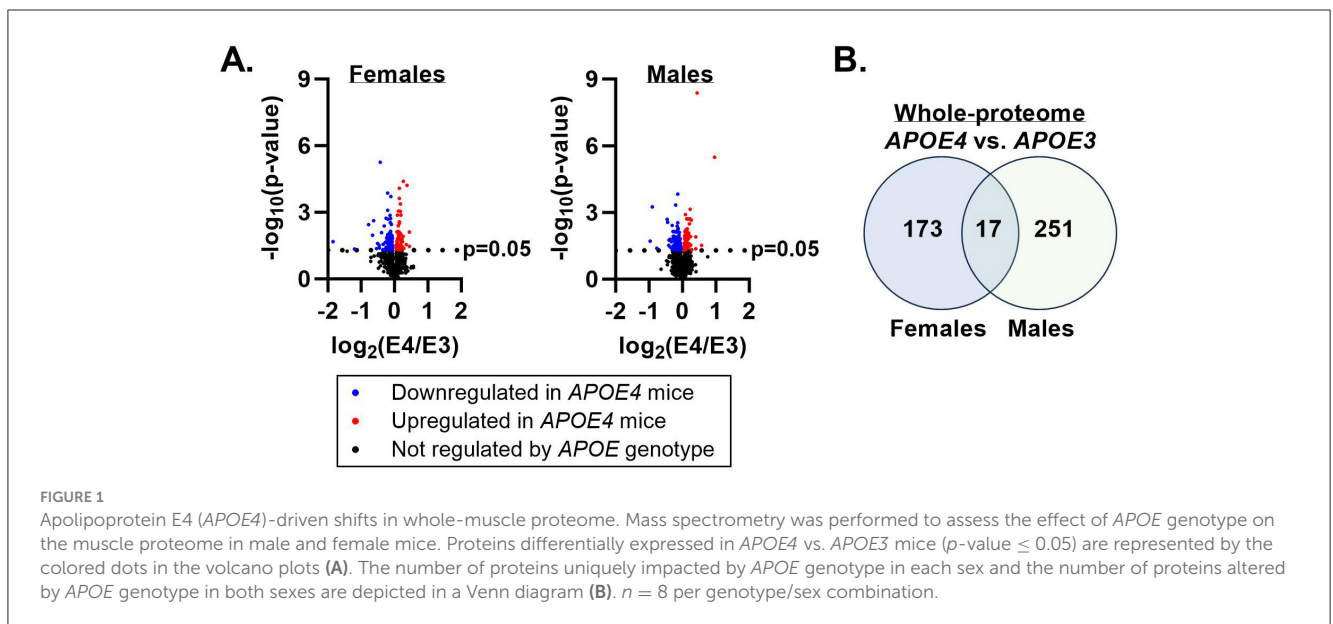 A.
Females
-log10(p-value)
9
6
3
0
p=0.05
-2 -1 0 1 2
log2(E4/E3)
Males
-log10(p-value)
9
6
3
0
p=0.05
-2 -1 0 1 2
log2(E4/E3)
Downregulated in APOE4 mice
Upregulated in APOE4 mice
Not regulated by APOE genotype
B.
Whole-proteome
APOE4 vs. APOE3
173 17 251
Females Males
FIGURE 1
Apolipoprotein E4 (APOE4)-driven shifts in whole-muscle proteome. Mass spectrometry was performed to assess the effect of APOE genotype on
the muscle proteome in male and female mice. Proteins differentially expressed in APOE4 vs. APOE3 mice (p-value ≤ 0.05) are represented by the
colored dots in the volcano plots (A). The number of proteins uniquely impacted by APOE genotype in each sex and the number of proteins altered
by APOE genotype in both sexes are depicted in a Venn diagram (B). n = 8 per genotype/sex combination.